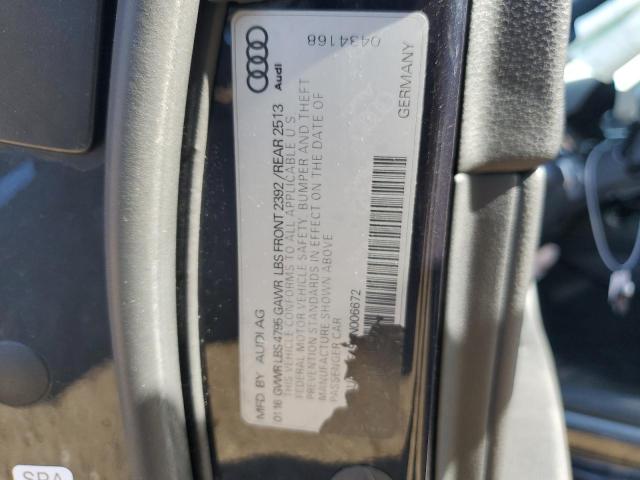 Audi
0434168
MFD. BY AUDI AG GERMANY
01.16 GVWR LBS 4795 GAWR LBS FRONT 2392 /REAR 2513
THIS VEHICLE CONFORMS TO ALL APPLICABLE U.S.
FEDERAL MOTOR VEHICLE SAFETY, BUMPER AND THEFT
PREVENTION STANDARDS IN EFFECT ON THE DATE OF
MANUFACTURE SHOWN ABOVE
PASSENGER CAR
N006672
SRA